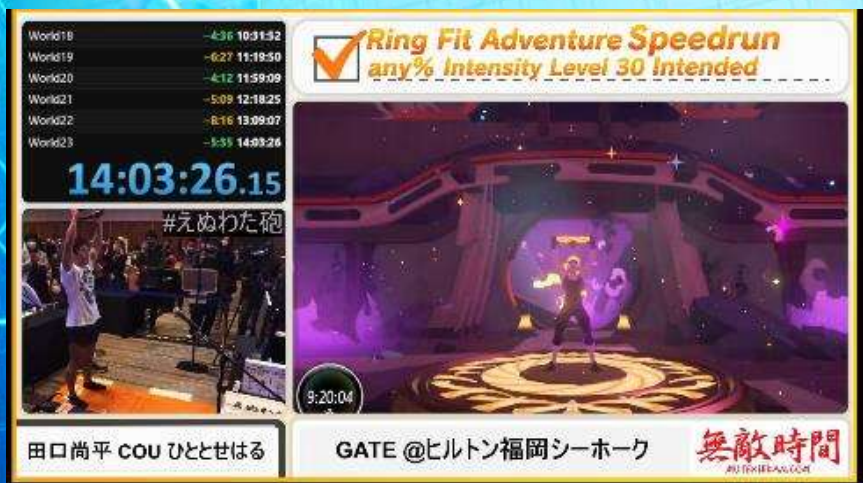 World18 -4:36 10:31:52
World19 -6:27 11:19:50
World20 -4:12 11:59:09
World21 -5:09 12:18:25
World22 -8:16 13:09:07
World23 -5:35 14:03:26
14:03:26.15
Ring Fit Adventure Speedrun
any% Intensity Level 30 Intended
#えぬわた砲
9:20:04
田口尚平 COU ひととせはる
GATE @ヒルトン福岡シーホーク
無敵時間